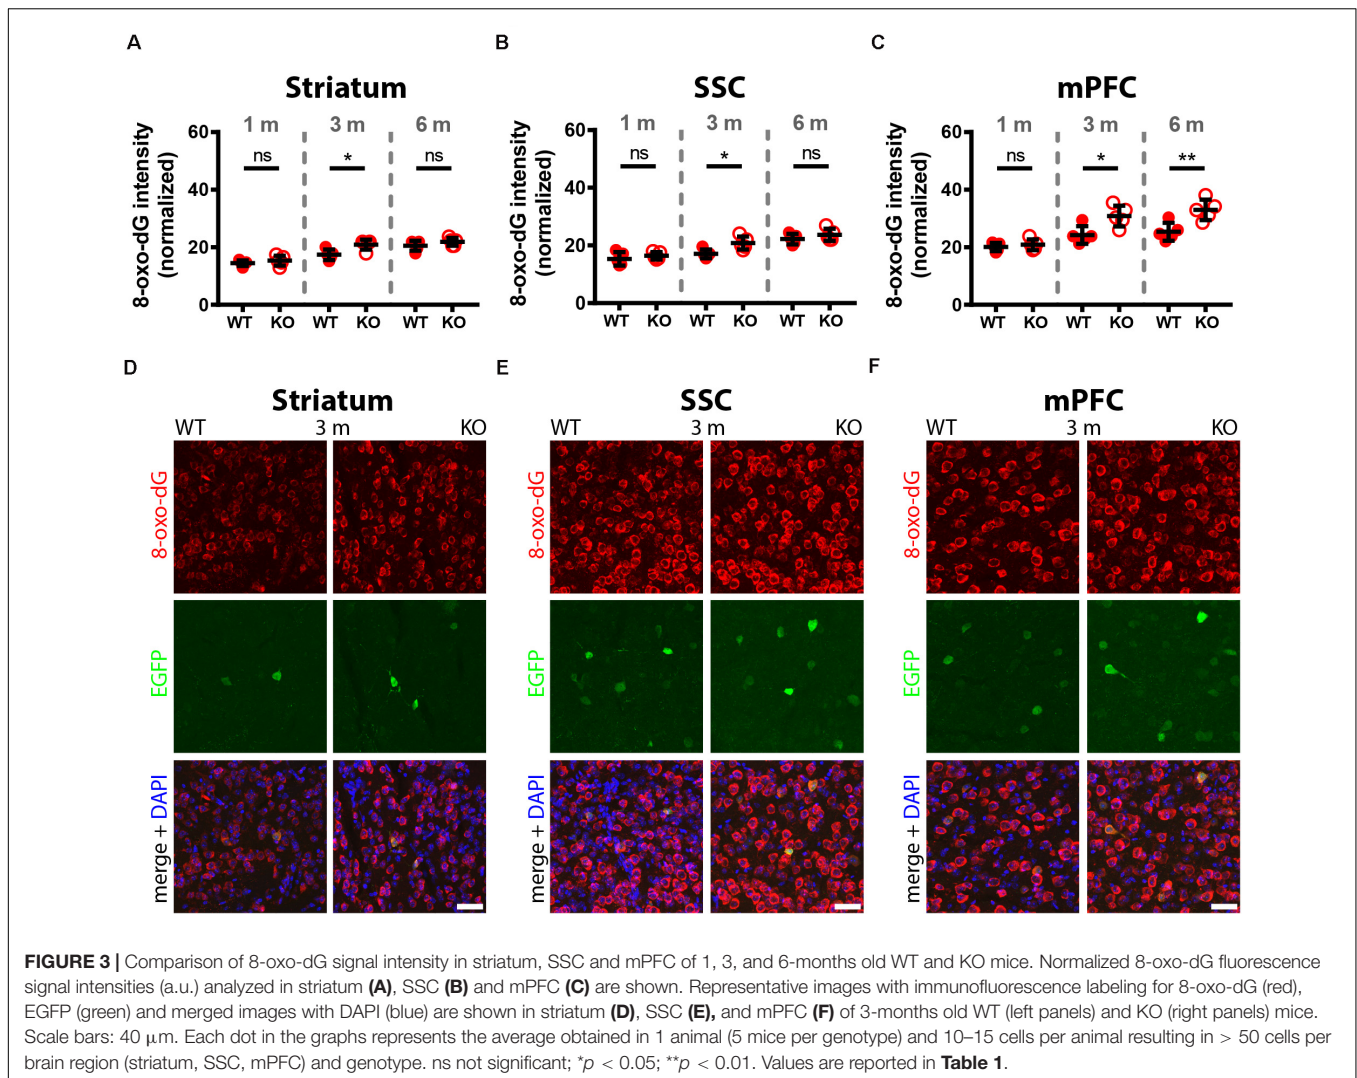 A
B
C
Striatum
SSC
mPFC
8-oxo-dG intensity
(normalized)
60
40
20
0
1 m
3 m
6 m
ns
*
ns
WT KO WT KO WT KO
8-oxo-dG intensity
(normalized)
60
40
20
0
1 m
3 m
6 m
ns
*
ns
WT KO WT KO WT KO
8-oxo-dG intensity
(normalized)
60
40
20
0
1 m
3 m
6 m
ns
*
**
WT KO WT KO WT KO
D
E
F
Striatum
SSC
mPFC
WT 3 m KO
WT 3 m KO
WT 3 m KO
8-oxo-dG
8-oxo-dG
8-oxo-dG
EGFP
EGFP
EGFP
merge + DAPI
merge + DAPI
merge + DAPI
FIGURE 3 | Comparison of 8-oxo-dG signal intensity in striatum, SSC and mPFC of 1, 3, and 6-months old WT and KO mice. Normalized 8-oxo-dG fluorescence
signal intensities (a.u.) analyzed in striatum (A), SSC (B) and mPFC (C) are shown. Representative images with immunofluorescence labeling for 8-oxo-dG (red),
EGFP (green) and merged images with DAPI (blue) are shown in striatum (D), SSC (E), and mPFC (F) of 3-months old WT (left panels) and KO (right panels) mice.
Scale bars: 40 μm. Each dot in the graphs represents the average obtained in 1 animal (5 mice per genotype) and 10–15 cells per animal resulting in > 50 cells per
brain region (striatum, SSC, mPFC) and genotype. ns not significant; *p < 0.05; **p < 0.01. Values are reported in Table 1.